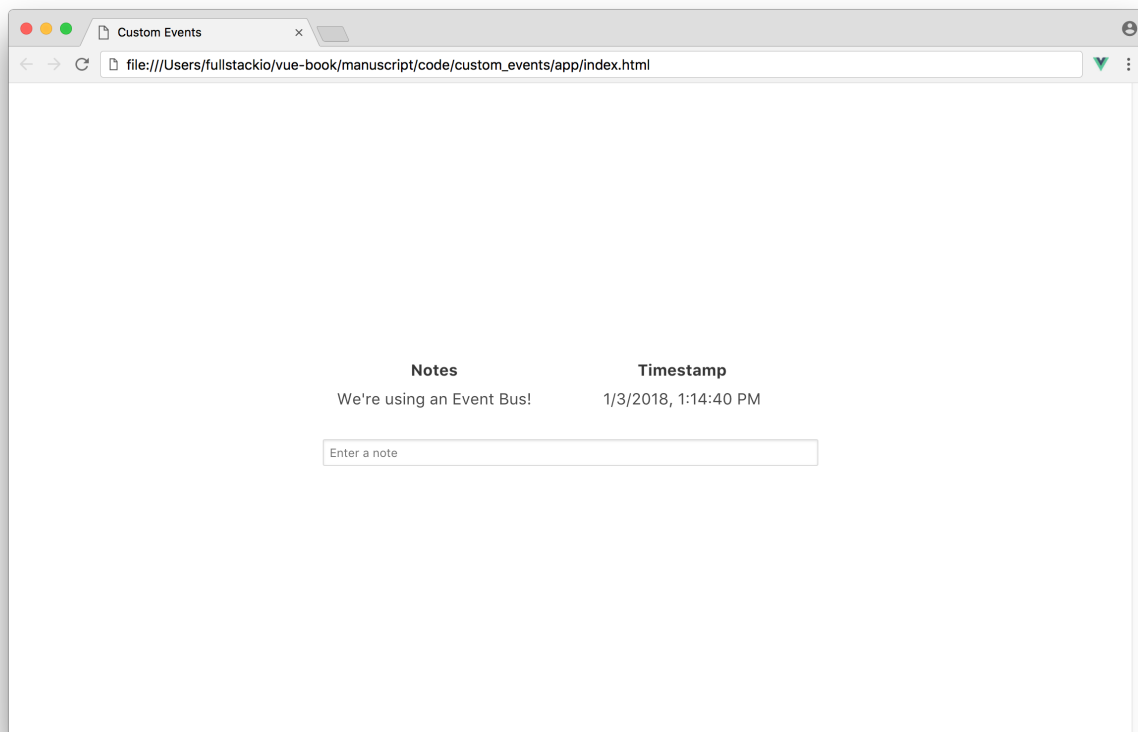 Custom Events
file:///Users/fullstackio/vue-book/manuscript/code/custom_events/app/index.html
Notes Timestamp
We're using an Event Bus! 1/3/2018, 1:14:40 PM
Enter a note